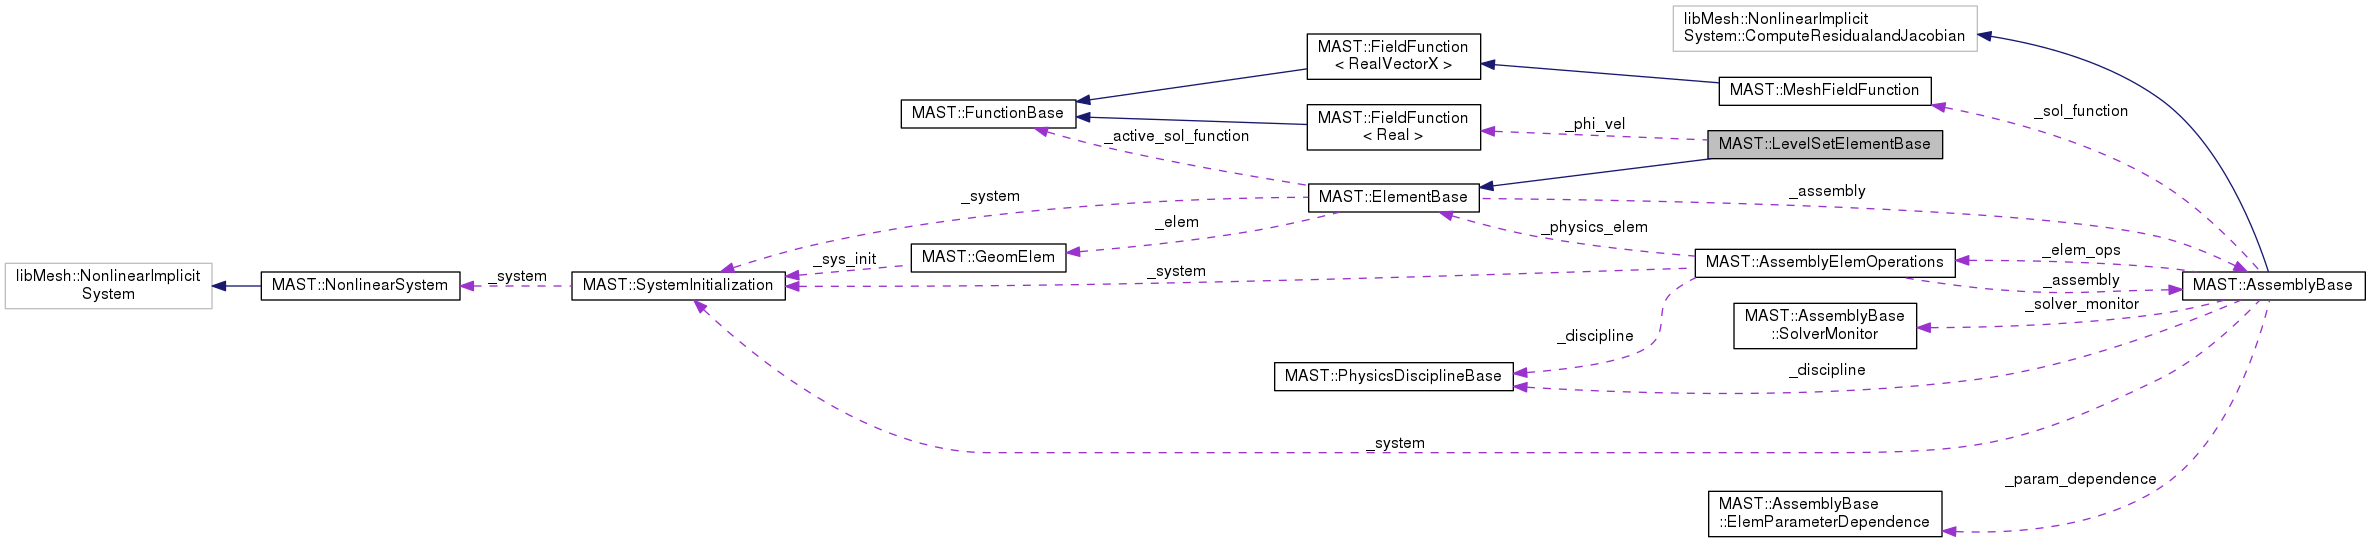 libMesh::NonlinearImplicit
System::ComputeResidualandJacobian
MAST::FieldFunction
< RealVectorX >
MAST::MeshFieldFunction
_sol_function
MAST::FunctionBase
MAST::FieldFunction
< Real >
_phi_vel
MAST::LevelSetElementBase
_active_sol_function
_system
MAST::ElementBase
_assembly
_elem
_physics_elem
MAST::GeomElem
_sys_init
_system
MAST::AssemblyElemOperations
_elem_ops
_assembly
libMesh::NonlinearImplicit
System
MAST::NonlinearSystem
_system
MAST::SystemInitialization
MAST::AssemblyBase
_solver_monitor
MAST::AssemblyBase
::SolverMonitor
_discipline
MAST::PhysicsDisciplineBase
_discipline
_system
_param_dependence
MAST::AssemblyBase
::ElemParameterDependence